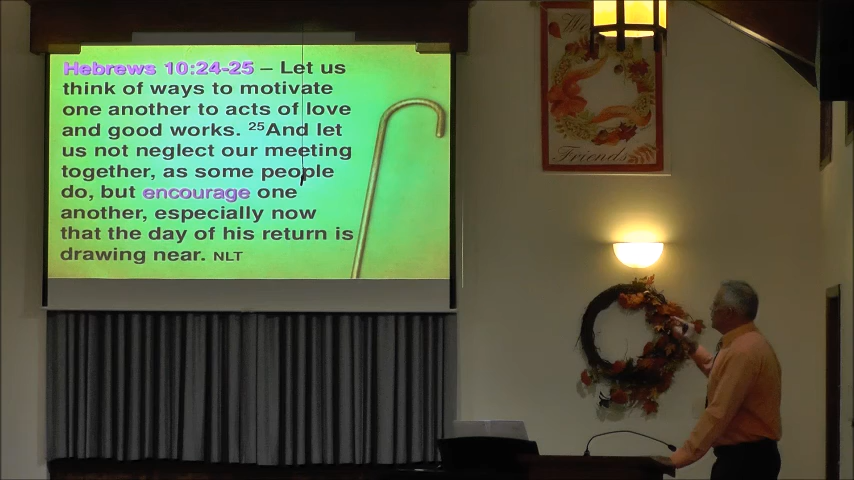 Hebrews 10:24-25 – Let us
think of ways to motivate
one another to acts of love
and good works. ²⁵And let
us not neglect our meeting
together, as some people
do, but encourage one
another, especially now
that the day of his return is
drawing near. NLT
Friends